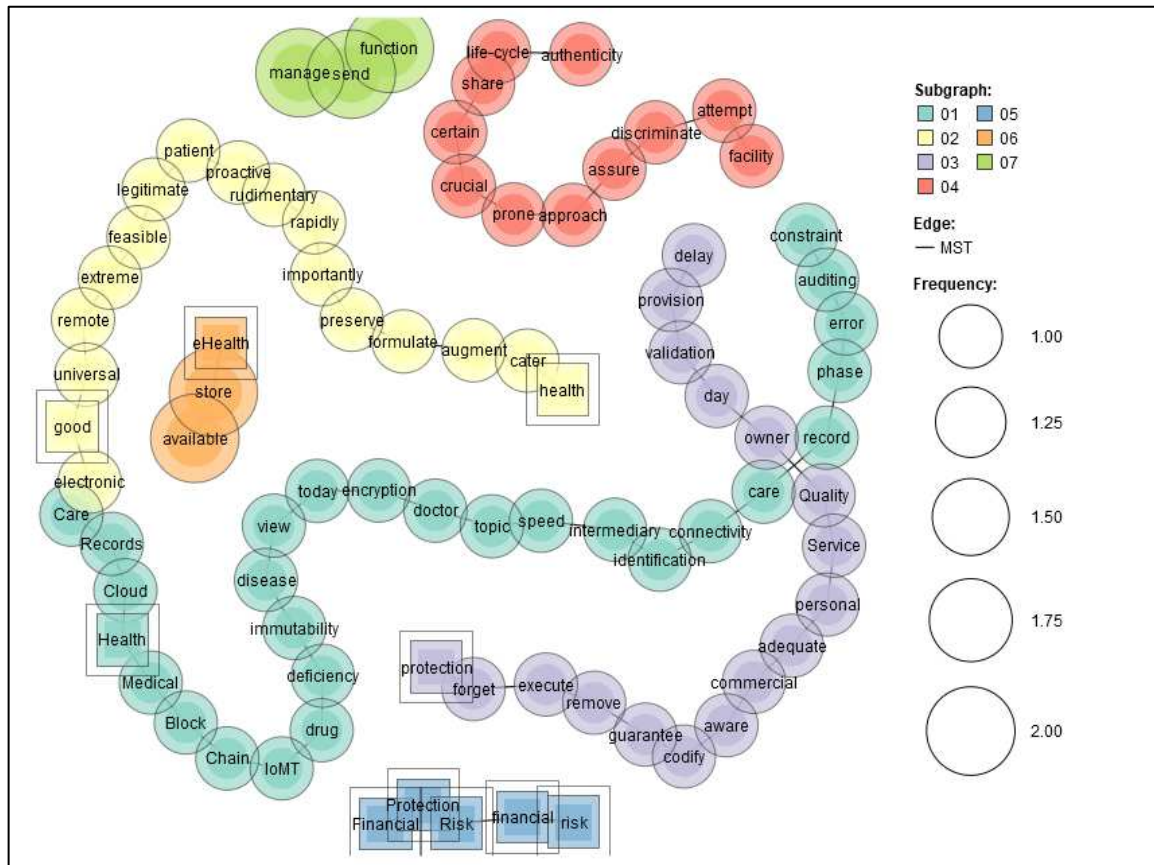 function
manage
send
life-cycle
authenticity
share
certain
crucial
prone
approach
assure
discriminate
attempt
facility
patient
proactive
legitimate
rudimentary
feasible
rapidly
extreme
importantly
remote
preserve
universal
formulate
augment
cater
health
good
electronic
eHealth
store
available
delay
provision
validation
day
owner
Quality
Service
personal
adequate
commercial
aware
codify
guarantee
remove
execute
forget
protection
constraint
auditing
error
phase
record
care
connectivity
identification
intermediary
speed
topic
doctor
encryption
today
view
disease
immutability
deficiency
drug
IoMT
Chain
Block
Medical
Health
Cloud
Records
Care
Protection
Financial
Risk
financial
risk
Subgraph:
01 05
02 06
03 07
04
Edge:
MST
Frequency:
1.00
1.25
1.50
1.75
2.00